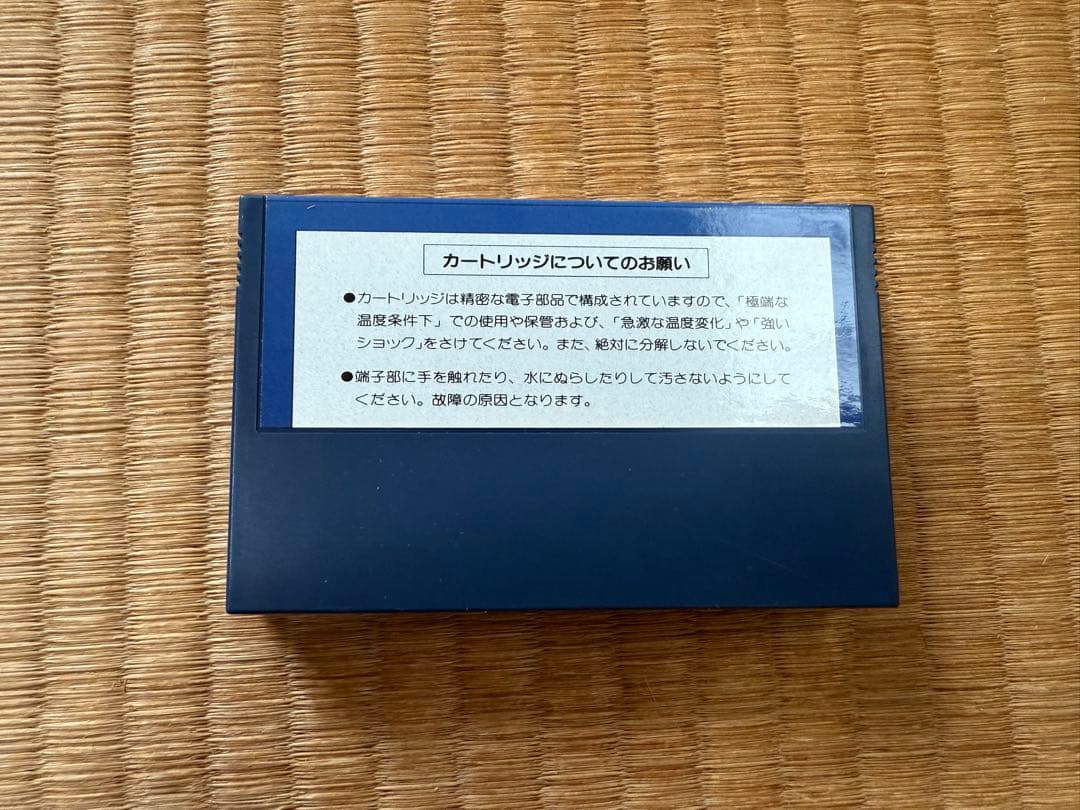 カートリッジについてのお願い
●カートリッジは精密な電子部品で構成されていますので、「極端な
温度条件下」での使用や保管および、「急激な温度変化」や「強い
ショック」をさけてください。また、絶対に分解しないでください。
●端子部に手を触れたり、水にぬらしたりして汚さないようにして
ください。故障の原因となります。